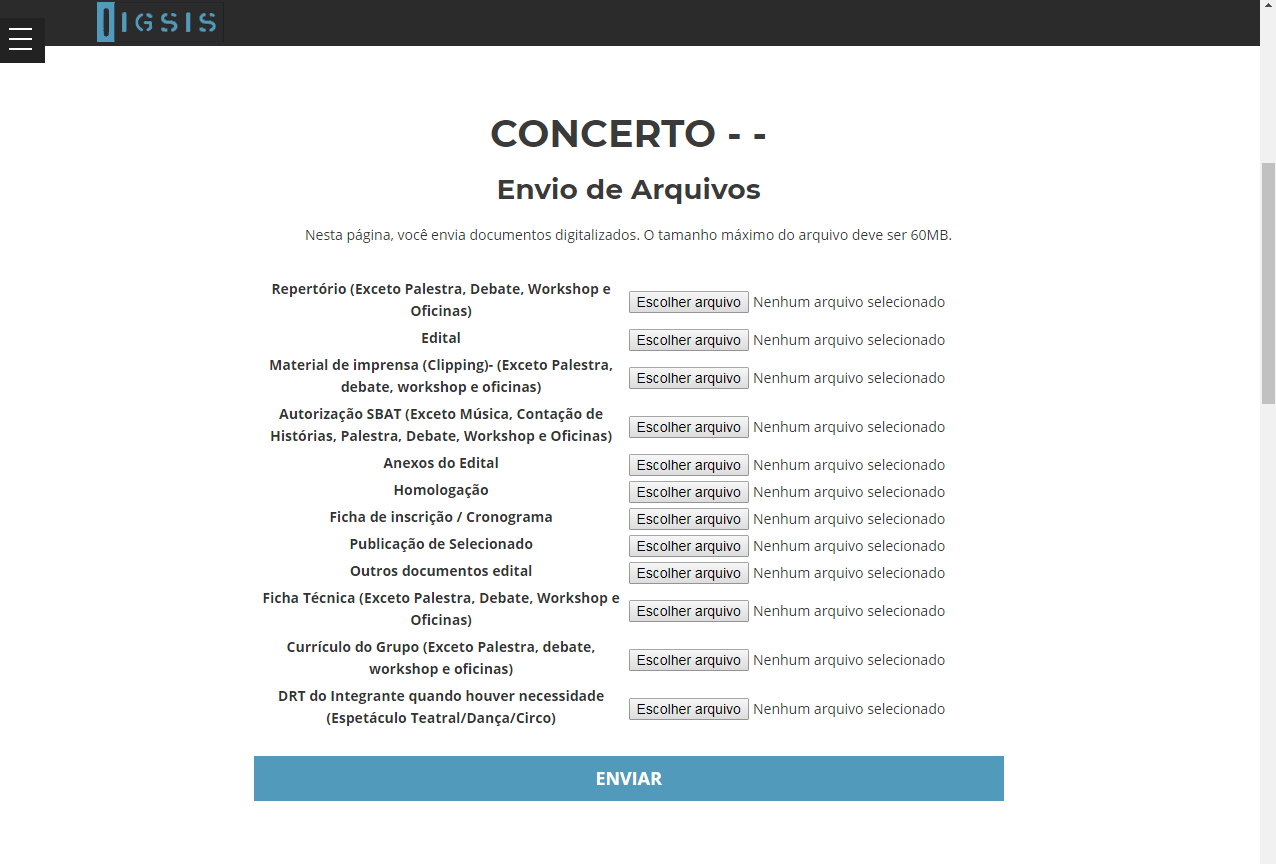 DIGSIS
CONCERTO - -
Envio de Arquivos
Nesta página, você envia documentos digitalizados. O tamanho máximo do arquivo deve ser 60MB.
Repertório (Exceto Palestra, Debate, Workshop e
Oficinas)
Escolher arquivo Nenhum arquivo selecionado
Edital
Escolher arquivo Nenhum arquivo selecionado
Material de imprensa (Clipping)- (Exceto Palestra,
debate, workshop e oficinas)
Escolher arquivo Nenhum arquivo selecionado
Autorização SBAT (Exceto Música, Contação de
Histórias, Palestra, Debate, Workshop e Oficinas)
Escolher arquivo Nenhum arquivo selecionado
Anexos do Edital
Escolher arquivo Nenhum arquivo selecionado
Homologação
Escolher arquivo Nenhum arquivo selecionado
Ficha de inscrição / Cronograma
Escolher arquivo Nenhum arquivo selecionado
Publicação de Selecionado
Escolher arquivo Nenhum arquivo selecionado
Outros documentos edital
Escolher arquivo Nenhum arquivo selecionado
Ficha Técnica (Exceto Palestra, Debate, Workshop e
Oficinas)
Escolher arquivo Nenhum arquivo selecionado
Currículo do Grupo (Exceto Palestra, debate,
workshop e oficinas)
Escolher arquivo Nenhum arquivo selecionado
DRT do Integrante quando houver necessidade
(Espetáculo Teatral/Dança/Circo)
Escolher arquivo Nenhum arquivo selecionado
ENVIAR